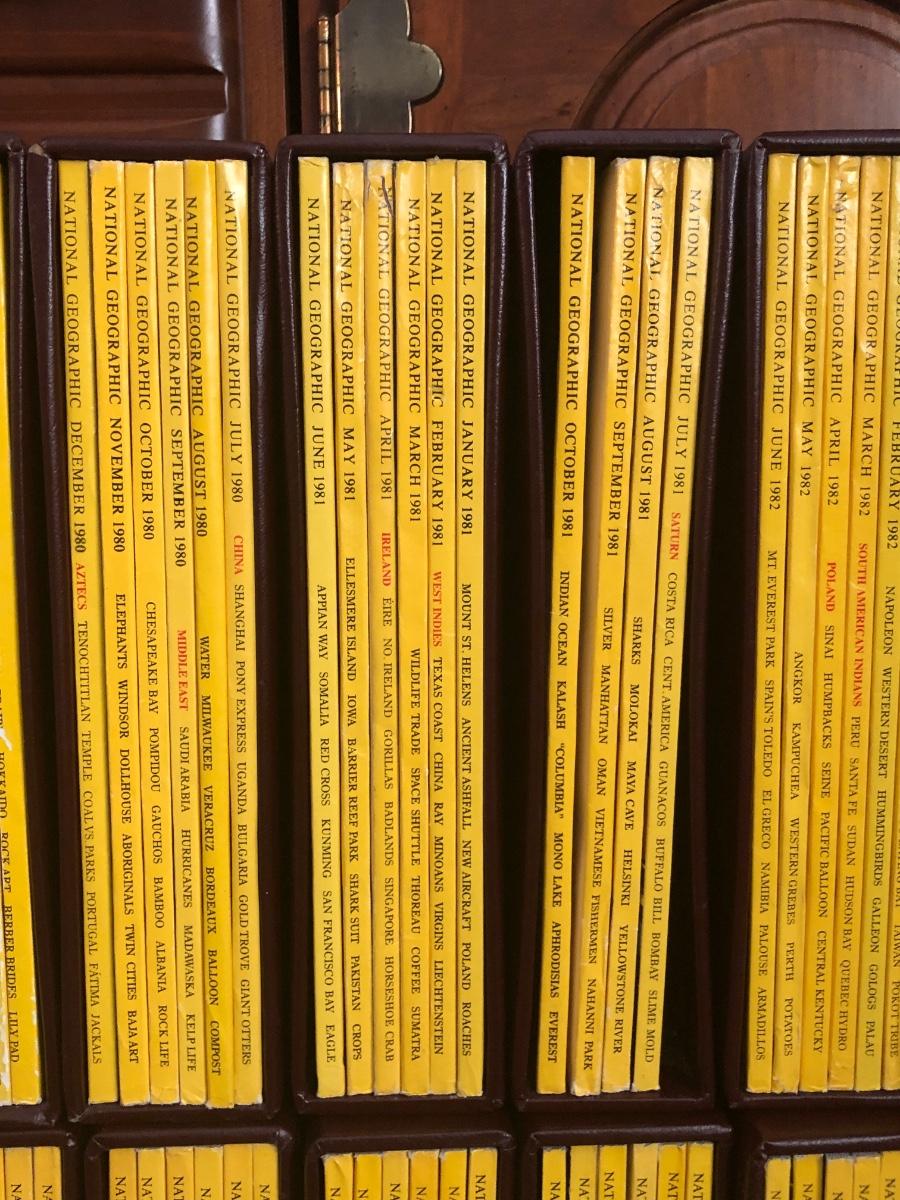 HOKKAIDO ROCK ART BERBER BRIDES LILY-PAD
NATIONAL GEOGRAPHIC DECEMBER 1980 AZTECS TENOCHTITLAN TEMPLE COAL VS. PARKS PORTUGAL FÁTIMA JACKALS
NATIONAL GEOGRAPHIC NOVEMBER 1980 ELEPHANTS WINDSOR DOLLHOUSE ABORIGINALS TWIN CITIES BAJA ART
NATIONAL GEOGRAPHIC OCTOBER 1980 CHESAPEAKE BAY POMPIDOU GAUCHOS BAMBOO ALBANIA ROCK LIFE
NATIONAL GEOGRAPHIC SEPTEMBER 1980 MIDDLE EAST SAUDI ARABIA HURRICANES MADAWASKA KELP LIFE
NATIONAL GEOGRAPHIC AUGUST 1980 WATER MILWAUKEE VERACRUZ BORDEAUX BALLOON COMPOST
NATIONAL GEOGRAPHIC JULY 1980 CHINA SHANGHAI PONY EXPRESS UGANDA BULGARIA GOLD TROVE GIANT OTTERS
NATIONAL GEOGRAPHIC JUNE 1981 APPIAN WAY SOMALIA RED CROSS KUNMING SAN FRANCISCO BAY EAGLE
NATIONAL GEOGRAPHIC MAY 1981 ELLESMERE ISLAND IOWA BARRIER REEF PARK SHARK SUIT PAKISTAN CROPS
NATIONAL GEOGRAPHIC APRIL 1981 IRELAND ÉIRE NO IRELAND GORILLAS BADLANDS SINGAPORE HORSESHOE CRAB
NATIONAL GEOGRAPHIC MARCH 1981 WILDLIFE TRADE SPACE SHUTTLE THOREAU COFFEE SUMATRA
NATIONAL GEOGRAPHIC FEBRUARY 1981 WEST INDIES TEXAS COAST CHINA RAY MINOANS VIRGINS LIECHTENSTEIN
NATIONAL GEOGRAPHIC JANUARY 1981 MOUNT ST. HELENS ANCIENT ASHFALL NEW AIRCRAFT POLAND ROACHES
NATIONAL GEOGRAPHIC OCTOBER 1981 INDIAN OCEAN KALASH "COLUMBIA" MONO LAKE APHRODISIAS EVEREST
NATIONAL GEOGRAPHIC SEPTEMBER 1981 SILVER MANHATTAN OMAN VIETNAMESE FISHERMEN NAHANNI PARK
NATIONAL GEOGRAPHIC AUGUST 1981 SHARKS MOLOKAI MAYA CAVE HELSINKI YELLOWSTONE RIVER
NATIONAL GEOGRAPHIC JULY 1981 SATURN COSTA RICA CENT. AMERICA GUANACOS BUFFALO BILL BOMBAY SLIME MOLD
NATIONAL GEOGRAPHIC JUNE 1982 MT. EVEREST PARK SPAIN'S TOLEDO EL GRECO NAMIBIA PALOUSE ARMADILLOS
NATIONAL GEOGRAPHIC MAY 1982 ANGKOR KAMPUCHEA WESTERN GREBES PERTH POTATOES
NATIONAL GEOGRAPHIC APRIL 1982 POLAND SINAI HUMPBACKS SEINE PACIFIC BALLOON CENTRAL KENTUCKY
NATIONAL GEOGRAPHIC MARCH 1982 SOUTH AMERICAN INDIANS PERU SANTA FE SUDAN HUDSON BAY QUEBEC HYDRO
FEBRUARY 1982 NAPOLEON WESTERN DESERT HUMMINGBIRDS GALLEON GOLOGS PALAU
TAIWAN POKOT TRIBE